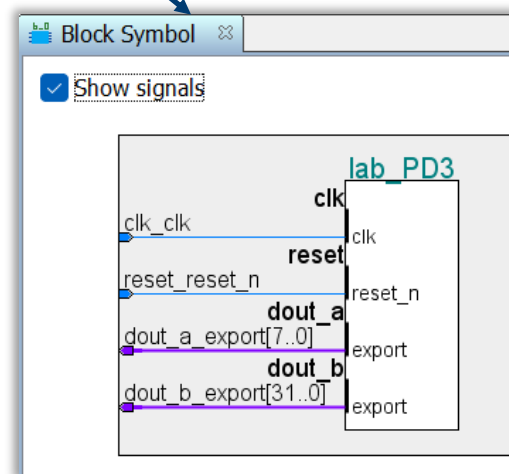 Block Symbol
Show signals
lab_PD3
clk
clk_clk
clk
reset
reset_reset_n
reset_n
dout_a
dout_a_export[7..0]
export
dout_b
dout_b_export[31..0]
export